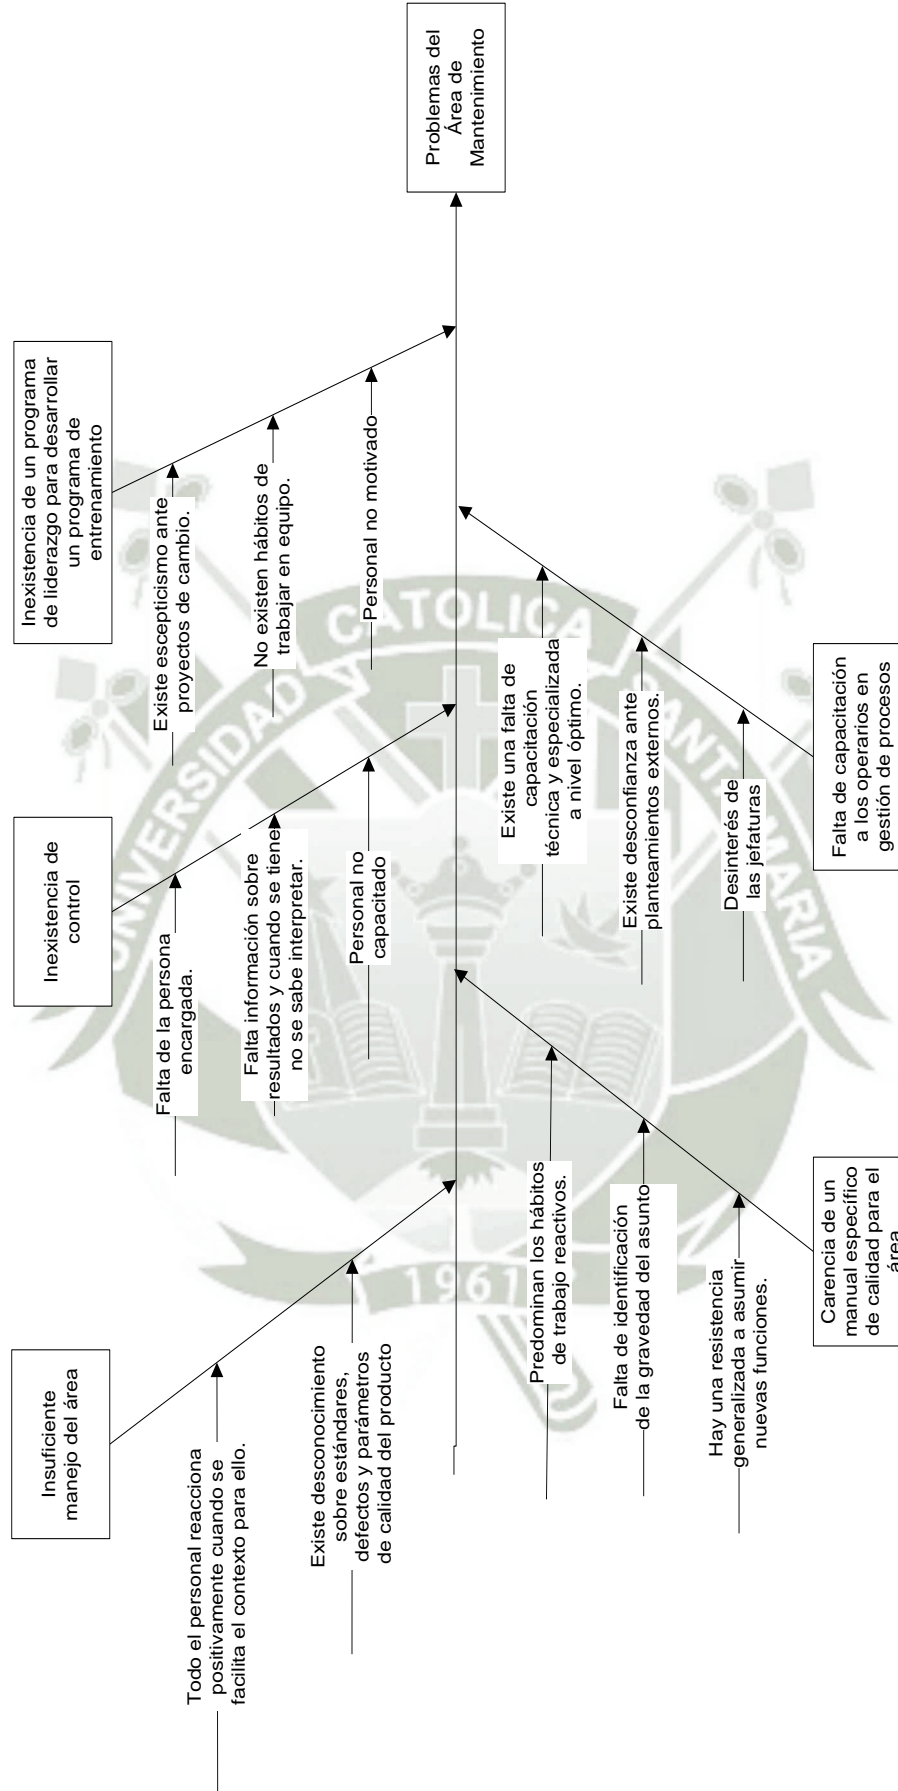 Insuficiente
manejo del área
Inexistencia de
control
Inexistencia de un programa
de liderazgo para desarrollar
un programa de
entrenamiento
Todo el personal reacciona
positivamente cuando se
facilita el contexto para ello.
Existe desconocimiento
sobre estándares,
defectos y parámetros
de calidad del producto
Falta de la persona
encargada.
Falta información sobre
resultados y cuando se tiene
no se sabe interpretar.
Personal no
capacitado
Existe escepticismo ante
proyectos de cambio.
No existen hábitos de
trabajar en equipo.
Personal no motivado
Problemas del
Área de
Mantenimiento
Predominan los hábitos
de trabajo reactivos.
Falta de identificación
de la gravedad del asunto
Hay una resistencia
generalizada a asumir
nuevas funciones.
Existe una falta de
capacitación
técnica y especializada
a nivel óptimo.
Existe desconfianza ante
planteamientos externos.
Desinterés de
las jefaturas
Carencia de un
manual específico
de calidad para el
área
Falta de capacitación
a los operarios en
gestión de procesos
UNIVERSIDAD
CATOLICA
SANTA MARIA
1961